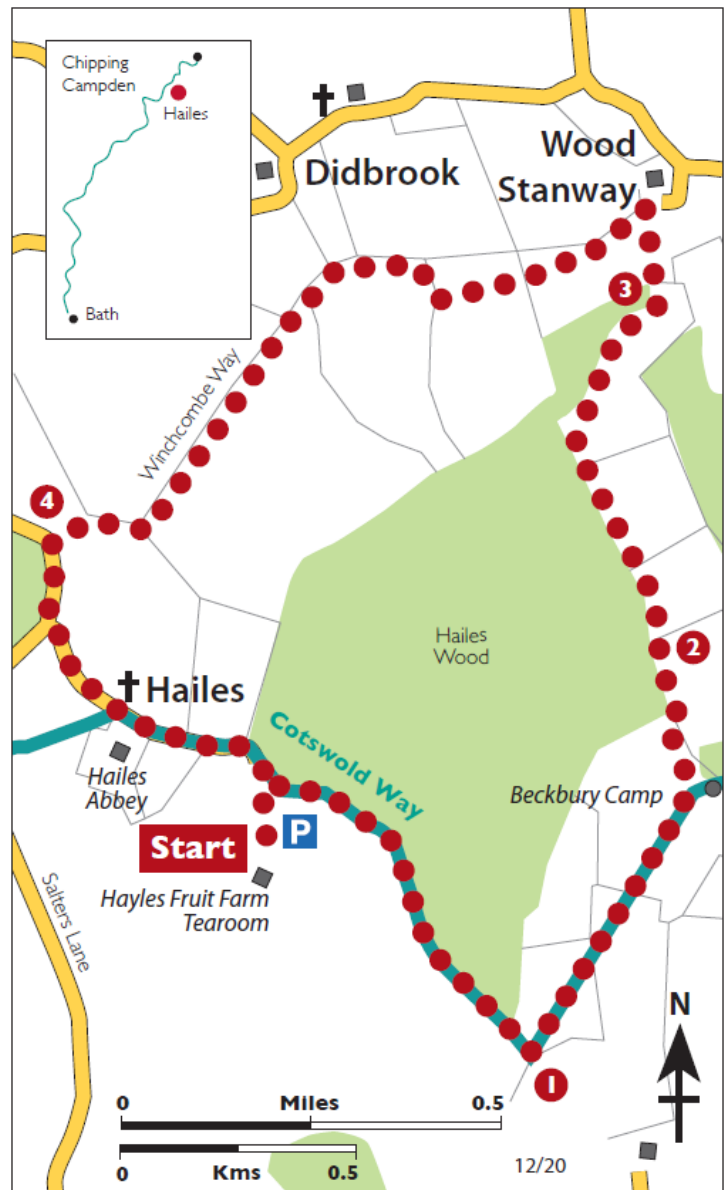 Chipping
Campden
Hailes
Bath
Didbrook
Wood
Stanway
3
Winchcombe Way
4
Hailes
Wood
2
Hailes
Cotswold Way
Hailes
Abbey
Beckbury Camp
Start
P
Hayles Fruit Farm
Tearoom
Salters Lane
N
1
0 Miles 0.5
0 Kms 0.5
12/20